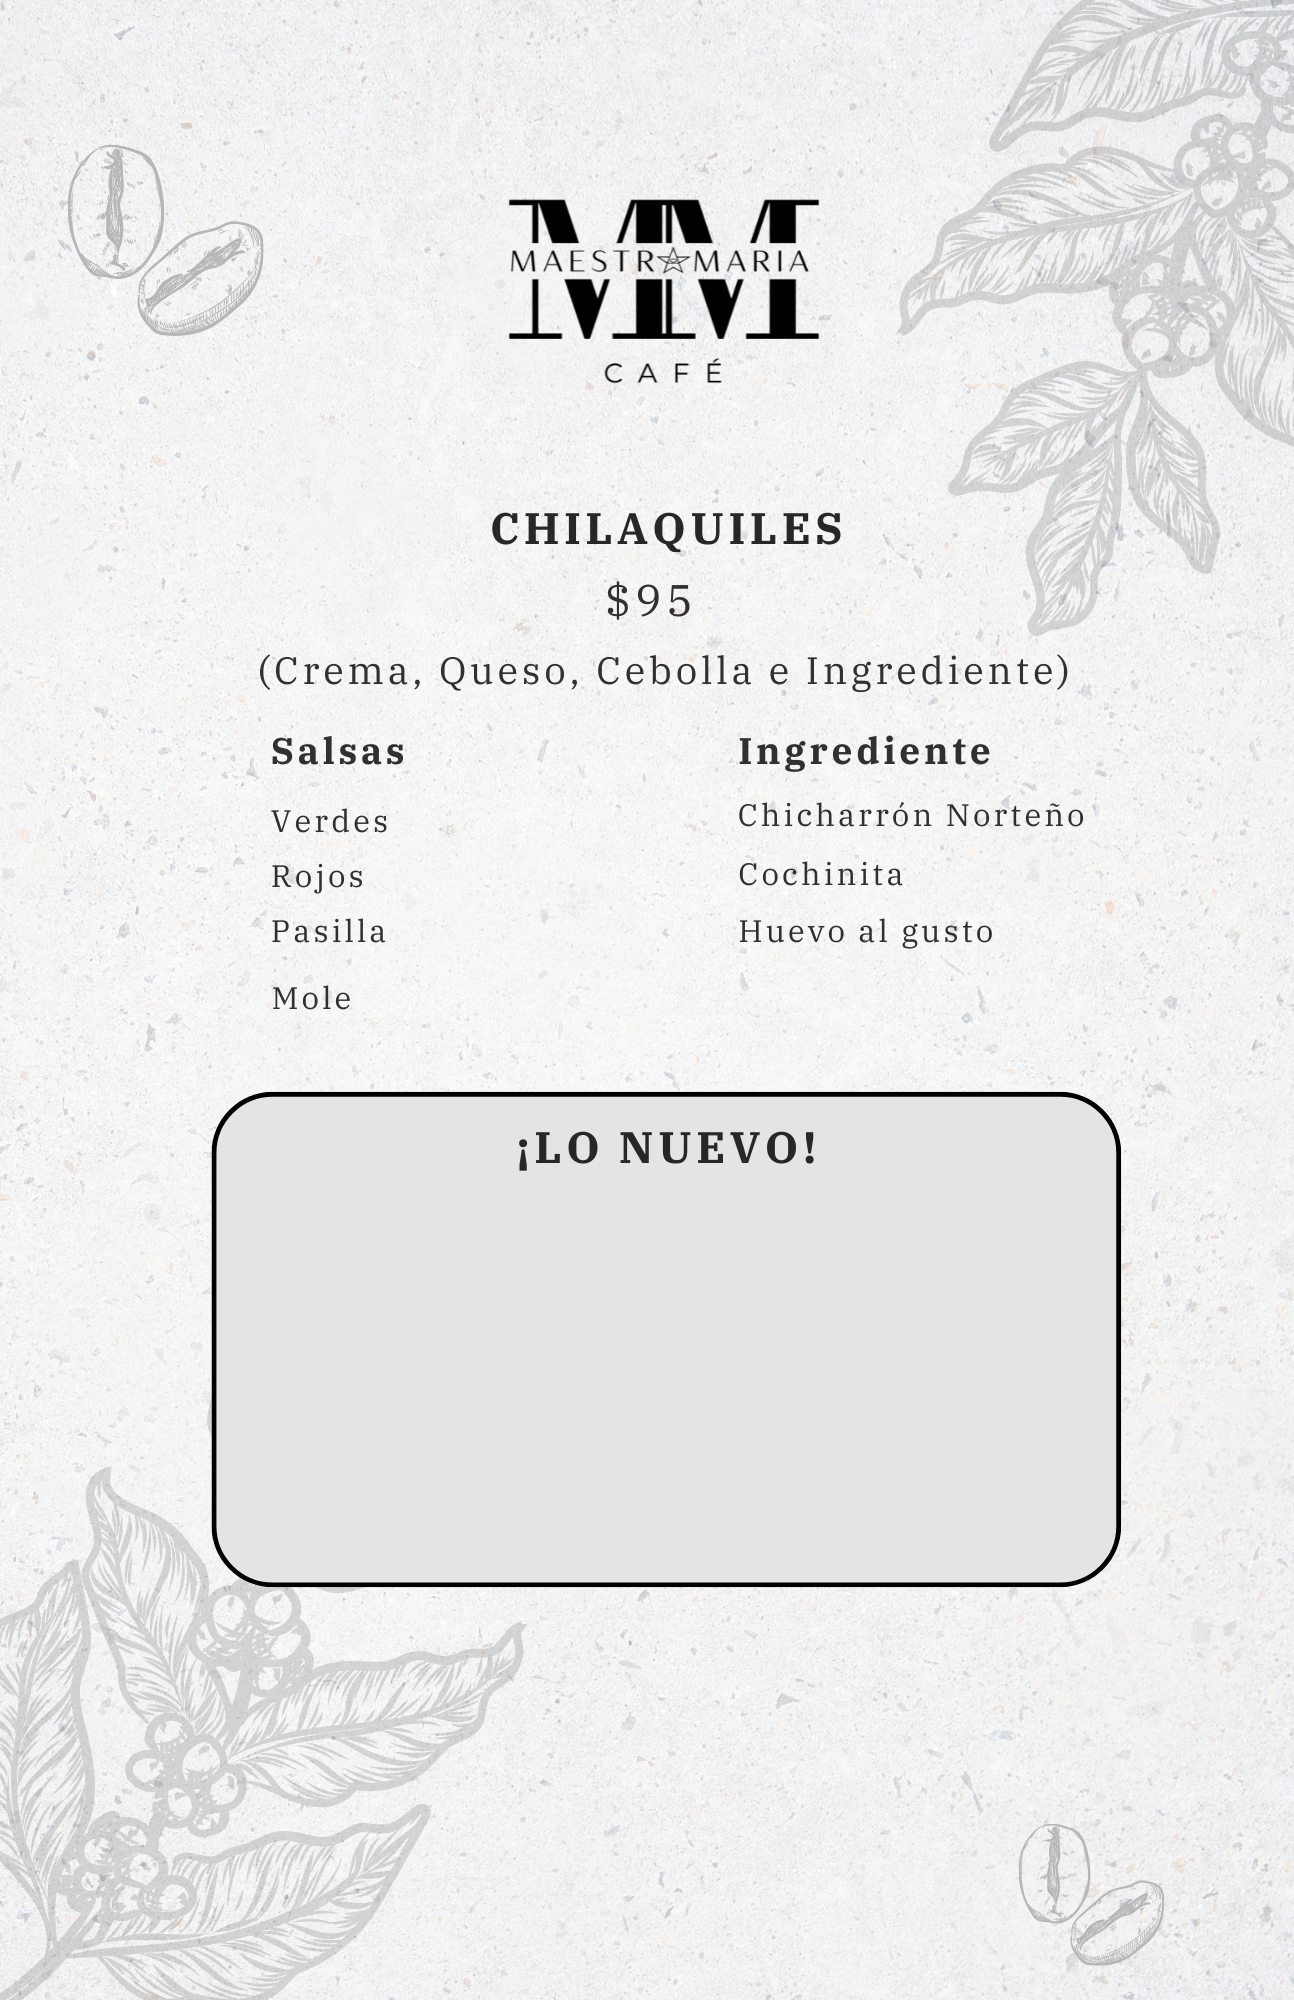 MM
MAESTR☆MARIA
CAFÉ
CHILAQUILES
$95
(Crema, Queso, Cebolla e Ingrediente)
Salsas
Verdes
Rojos
Pasilla
Mole
Ingrediente
Chicharrón Norteño
Cochinita
Huevo al gusto
¡LO NUEVO!